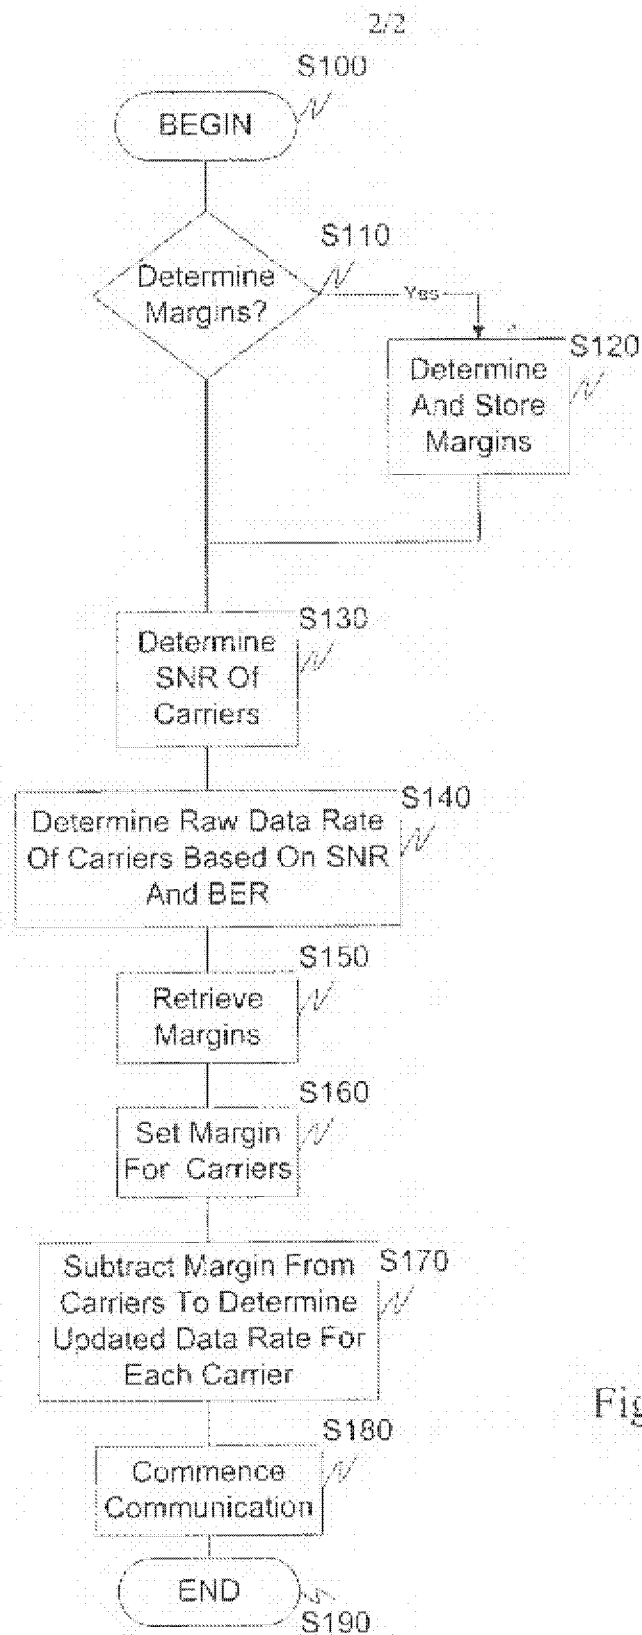 2/2
S100
BEGIN
S110
Determine
Margins?
Yes
S120
Determine
And Store
Margins
S130
Determine
SNR Of
Carriers
S140
Determine Raw Data Rate
Of Carriers Based On SNR
And BER
S150
Retrieve
Margins
S160
Set Margin
For Carriers
S170
Subtract Margin From
Carriers To Determine
Updated Data Rate For
Each Carrier
Fig
S180
Commence
Communication
END
S190